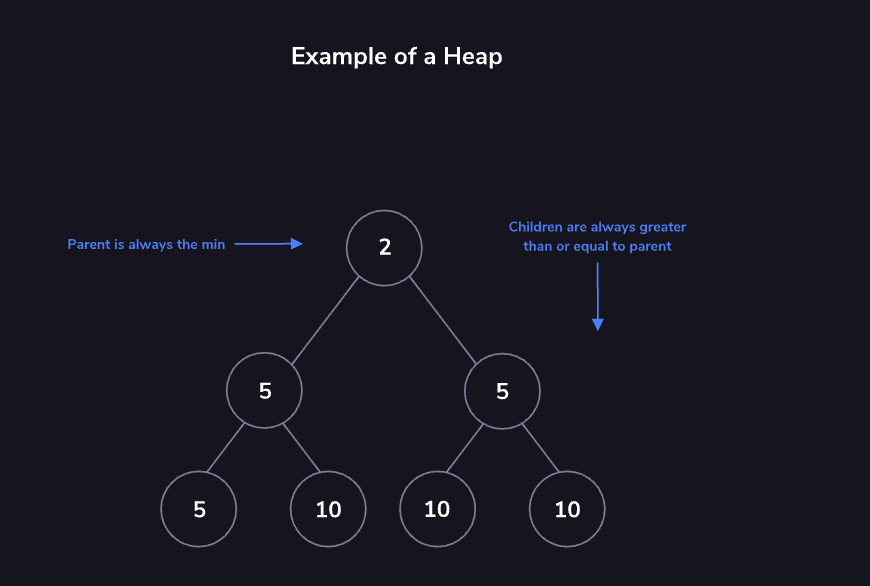 Example of a Heap
Parent is always the min
2
Children are always greater
than or equal to parent
5
5
5
10
10
10